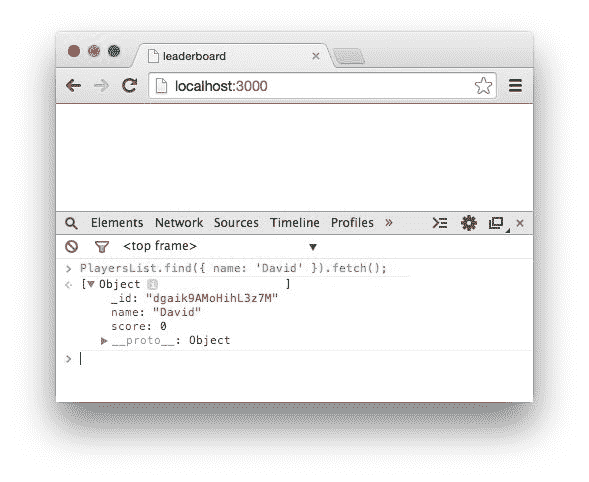 leaderboard
localhost:3000
Elements Network Sources Timeline Profiles »
<top frame>
PlayersList.find({ name: 'David' }).fetch();
[▼Object i ]
_id: "dgaik9AMoHihL3z7M"
name: "David"
score: 0
▶__proto__: Object